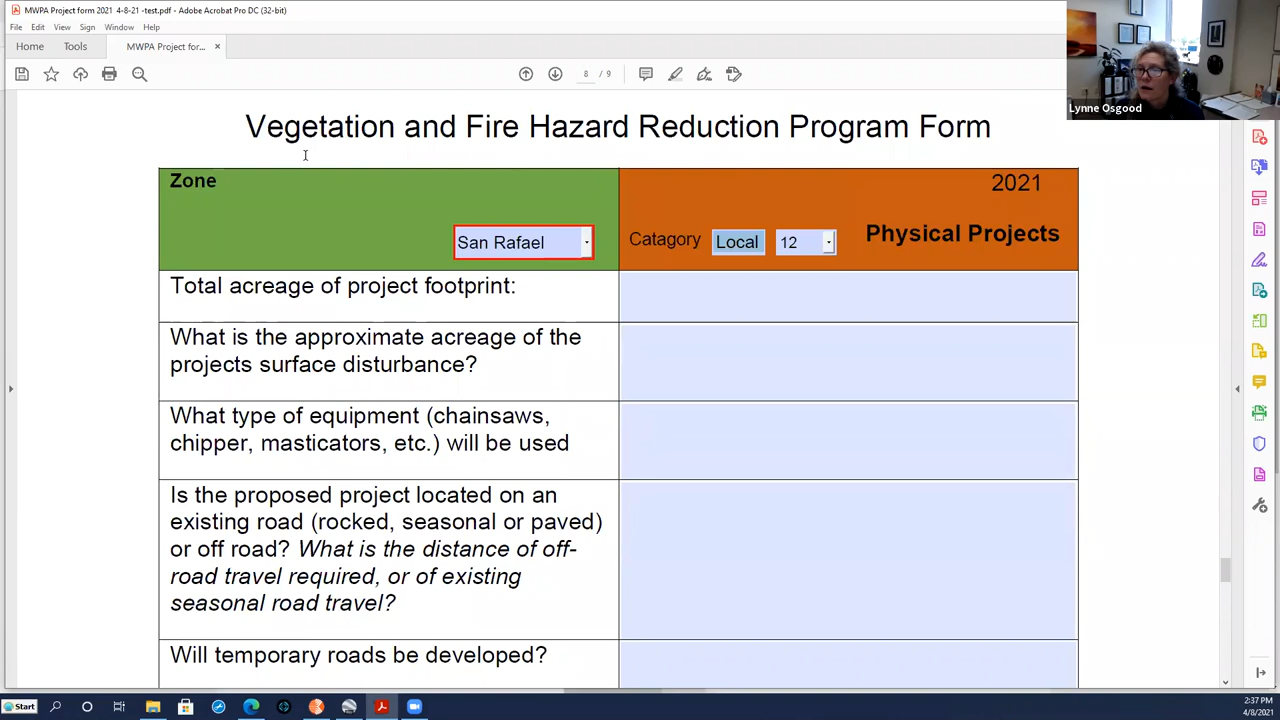 MWPA Project form 2021  4-8-21 -test.pdf - Adobe Acrobat Pro DC (32-bit)
File Edit View Sign Window Help
Home Tools MWPA Project for... ×
8 / 9
Lynne Osgood
Vegetation and Fire Hazard Reduction Program Form
Zone
2021
San Rafael
Catagory Local 12
Physical Projects
Total acreage of project footprint:
What is the approximate acreage of the
projects surface disturbance?
What type of equipment (chainsaws,
chipper, masticators, etc.) will be used
Is the proposed project located on an
existing road (rocked, seasonal or paved)
or off road? What is the distance of off-
road travel required, or of existing
seasonal road travel?
Will temporary roads be developed?
Start
2:37 PM
4/8/2021